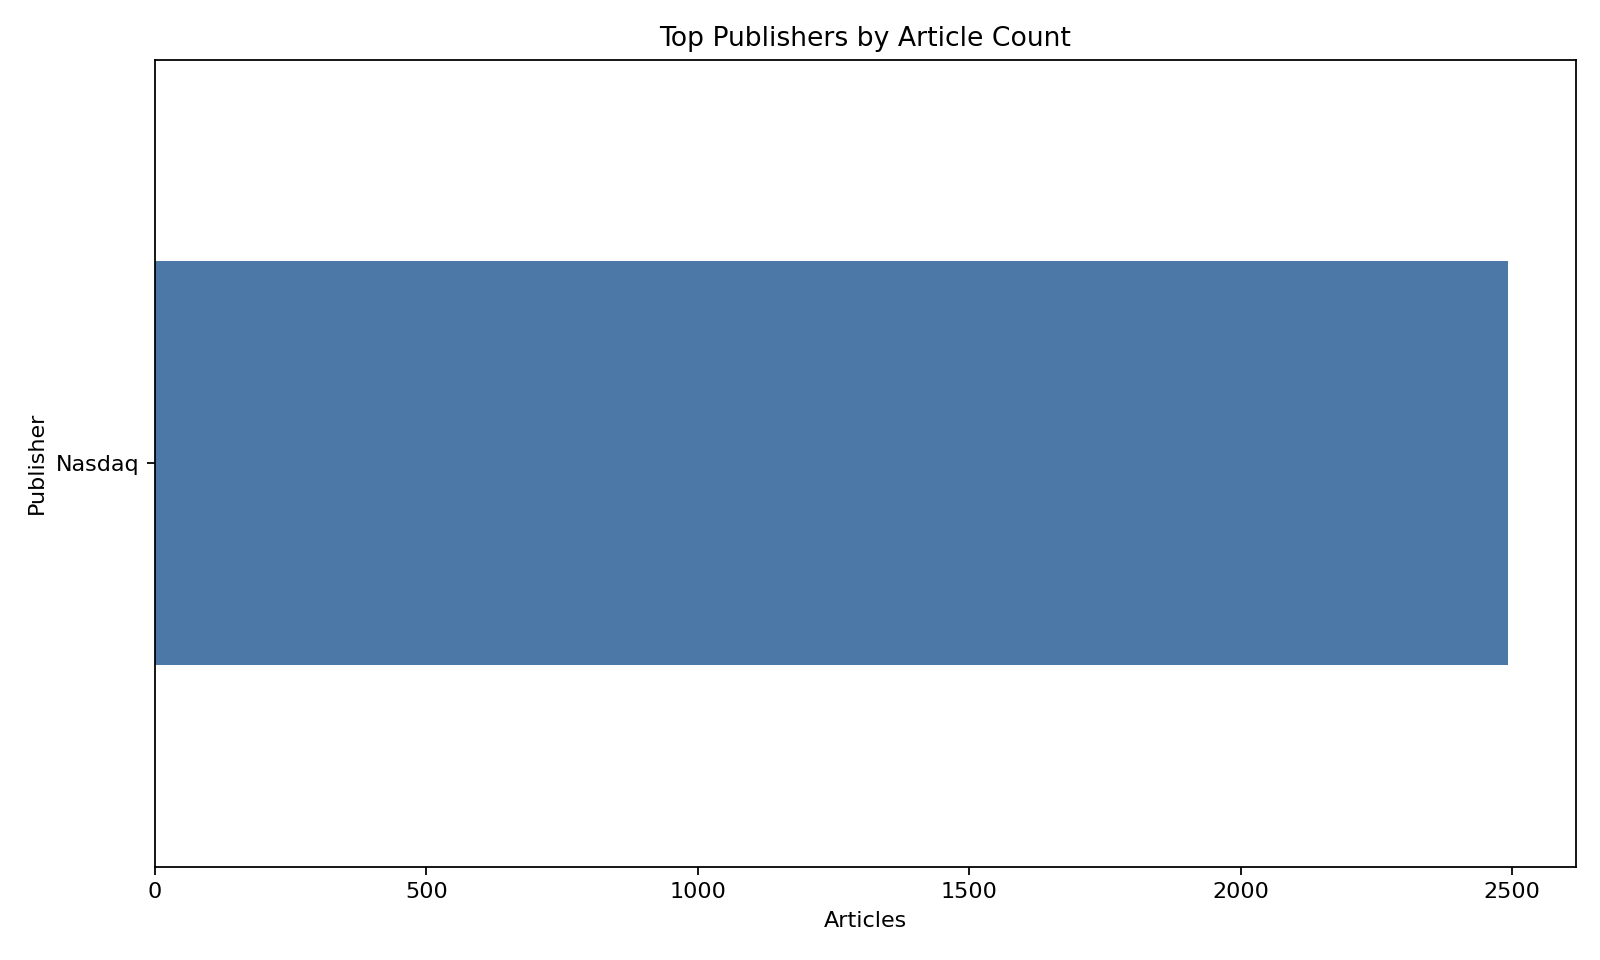 Top Publishers by Article Count
Publisher
Nasdaq
0 500 1000 1500 2000 2500
Articles